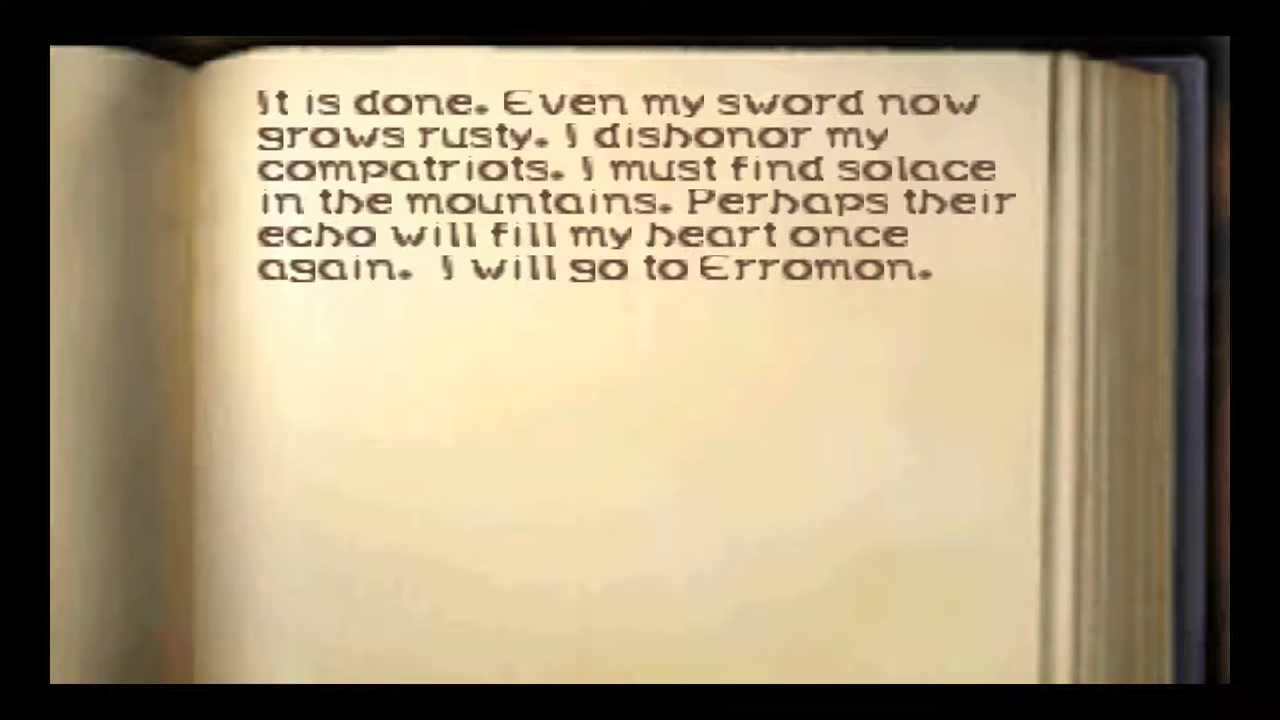 It is done. Even my sword now
grows rusty. I dishonor my
compatriots. I must find solace
in the mountains. Perhaps their
echo will fill my heart once
again.  I will go to Erromon.